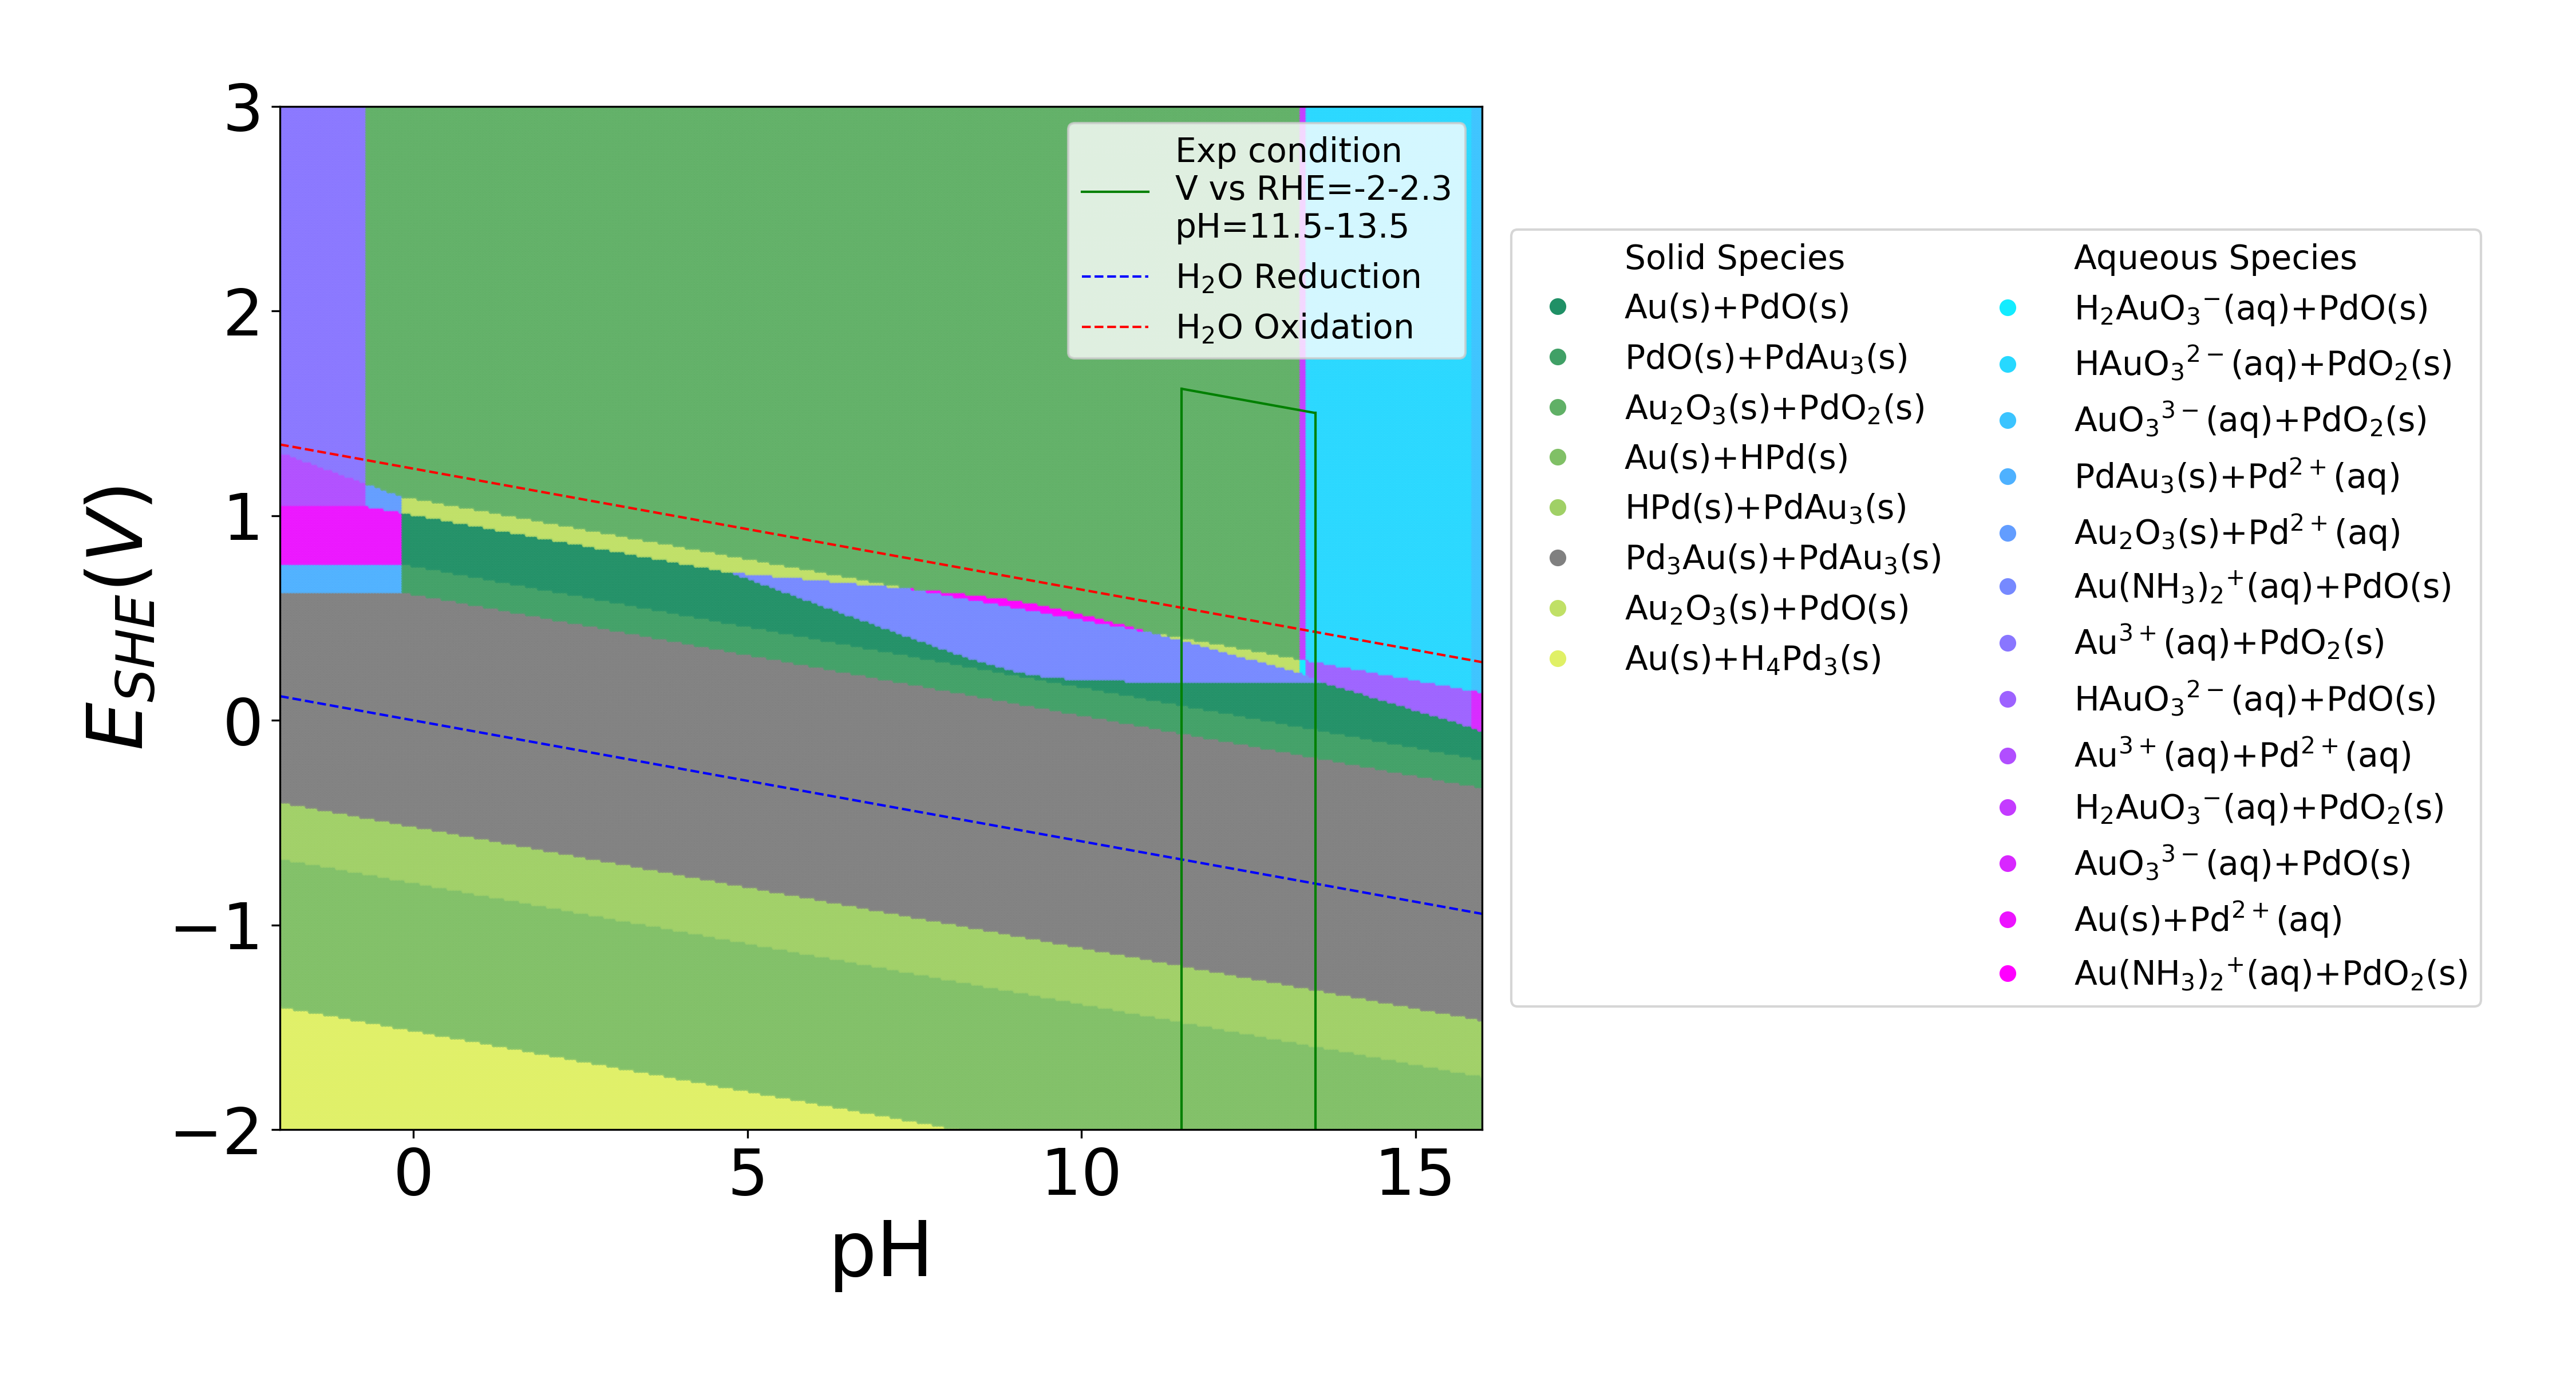 3
2
1
0
−1
−2
E_SHE(V)
0
5
10
15
pH
Exp condition
V vs RHE=-2-2.3
pH=11.5-13.5
H₂O Reduction
H₂O Oxidation
Solid Species
Au(s)+PdO(s)
PdO(s)+PdAu₃(s)
Au₂O₃(s)+PdO₂(s)
Au(s)+HPd(s)
HPd(s)+PdAu₃(s)
Pd₃Au(s)+PdAu₃(s)
Au₂O₃(s)+PdO(s)
Au(s)+H₄Pd₃(s)
Aqueous Species
H₂AuO₃⁻(aq)+PdO(s)
HAuO₃²⁻(aq)+PdO₂(s)
AuO₃³⁻(aq)+PdO₂(s)
PdAu₃(s)+Pd²⁺(aq)
Au₂O₃(s)+Pd²⁺(aq)
Au(NH₃)₂⁺(aq)+PdO(s)
Au³⁺(aq)+PdO₂(s)
HAuO₃²⁻(aq)+PdO(s)
Au³⁺(aq)+Pd²⁺(aq)
H₂AuO₃⁻(aq)+PdO₂(s)
AuO₃³⁻(aq)+PdO(s)
Au(s)+Pd²⁺(aq)
Au(NH₃)₂⁺(aq)+PdO₂(s)